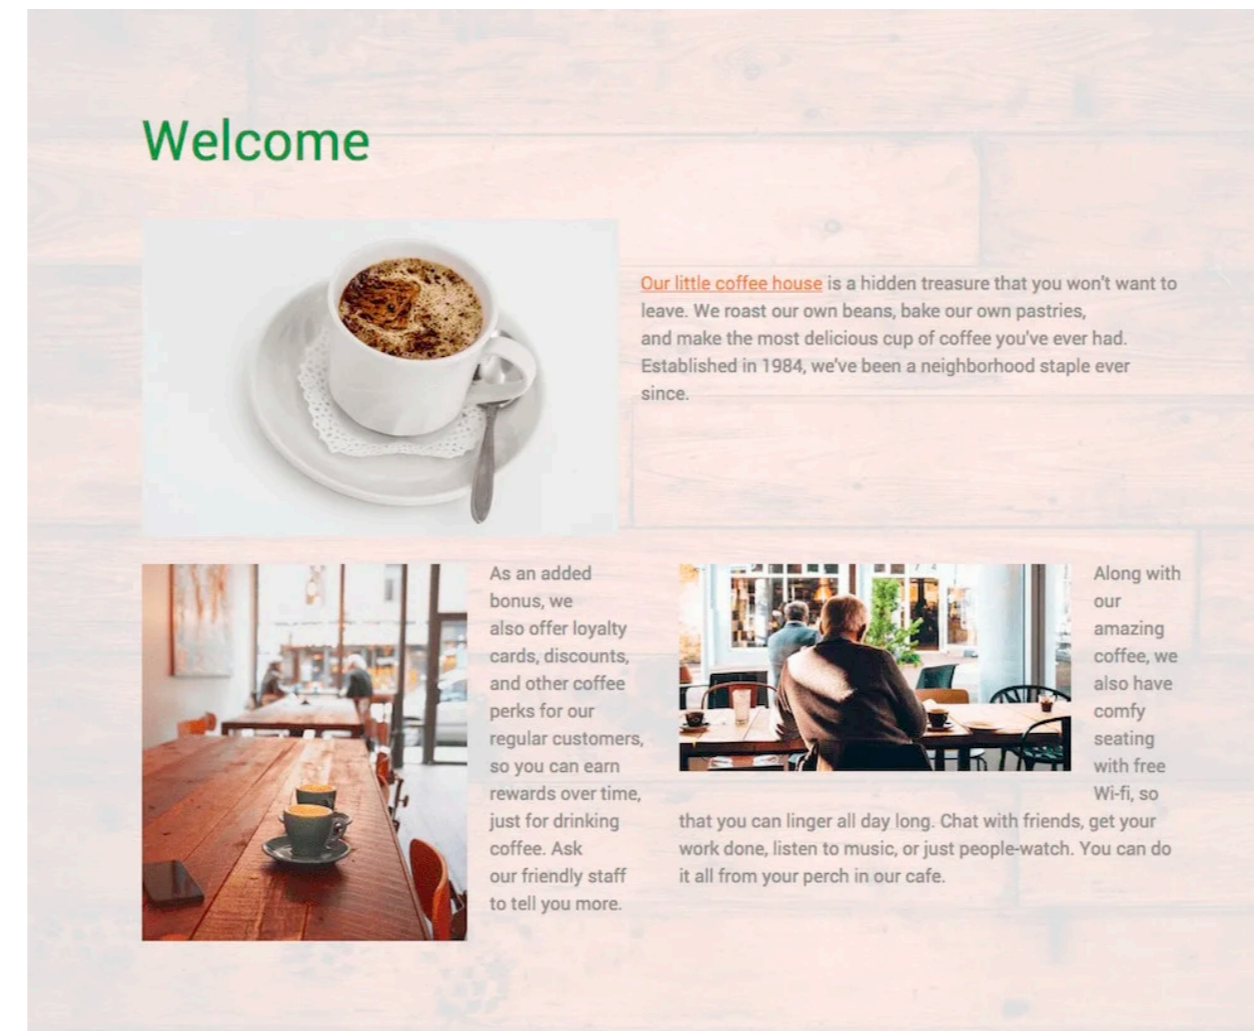 Welcome
Our little coffee house is a hidden treasure that you won't want to
leave. We roast our own beans, bake our own pastries,
and make the most delicious cup of coffee you've ever had.
Established in 1984, we've been a neighborhood staple ever
since.
As an added
bonus, we
also offer loyalty
cards, discounts,
and other coffee
perks for our
regular customers,
so you can earn
rewards over time,
just for drinking
coffee. Ask
our friendly staff
to tell you more.
Along with
our
amazing
coffee, we
also have
comfy
seating
with free
Wi-fi, so
that you can linger all day long. Chat with friends, get your
work done, listen to music, or just people-watch. You can do
it all from your perch in our cafe.